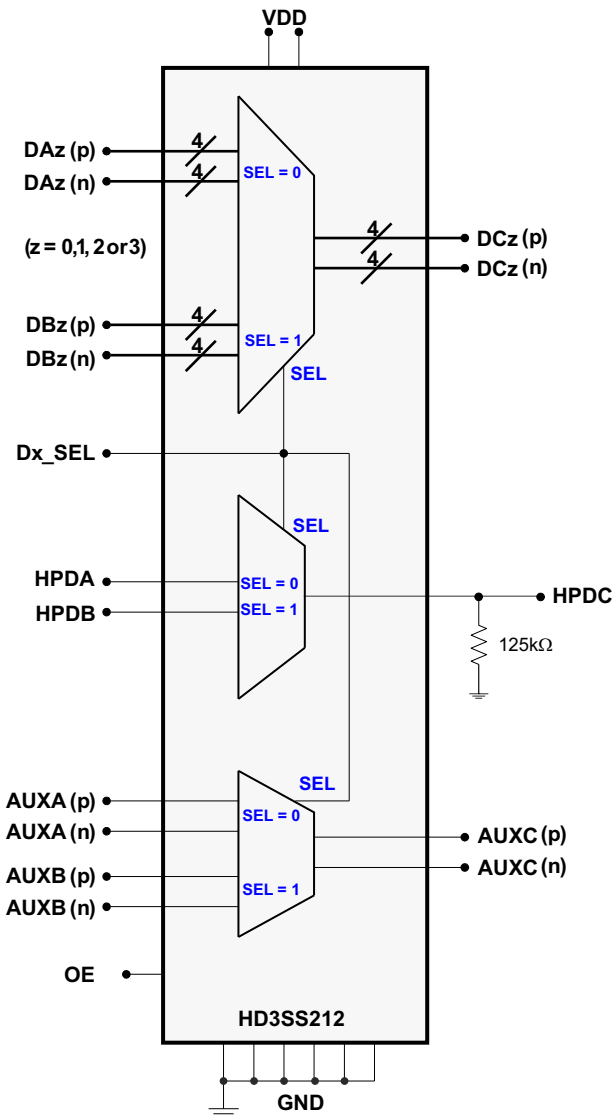 VDD
DAz (p)
4
SEL = 0
DAz (n)
4
(z = 0,1, 2 or 3)
4
DCz (p)
4
DCz (n)
DBz (p)
4
SEL = 1
DBz (n)
4
SEL
Dx_SEL
SEL
HPDA
SEL = 0
HPDB
SEL = 1
HPDC
125kΩ
SEL
AUXA (p)
SEL = 0
AUXA (n)
AUXC (p)
AUXC (n)
AUXB (p)
SEL = 1
AUXB (n)
OE
HD3SS212
GND